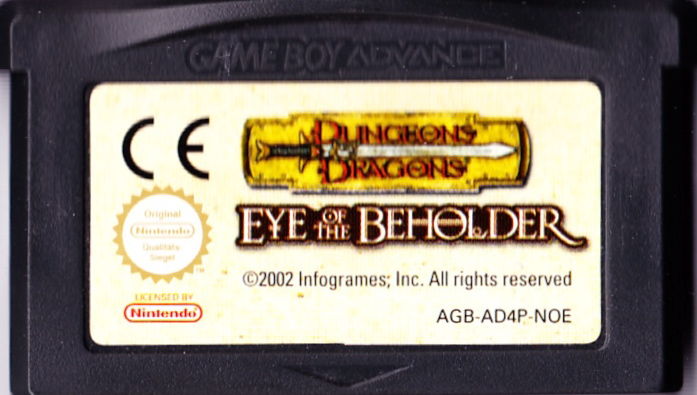 GAME BOY ADVANCE
CE
DUNGEONS
DRAGONS
EYE OF THE BEHOLDER
Original
Nintendo
Qualitäts
Siegel
TM
©2002 Infogrames; Inc. All rights reserved
LICENSED BY
Nintendo
AGB-AD4P-NOE